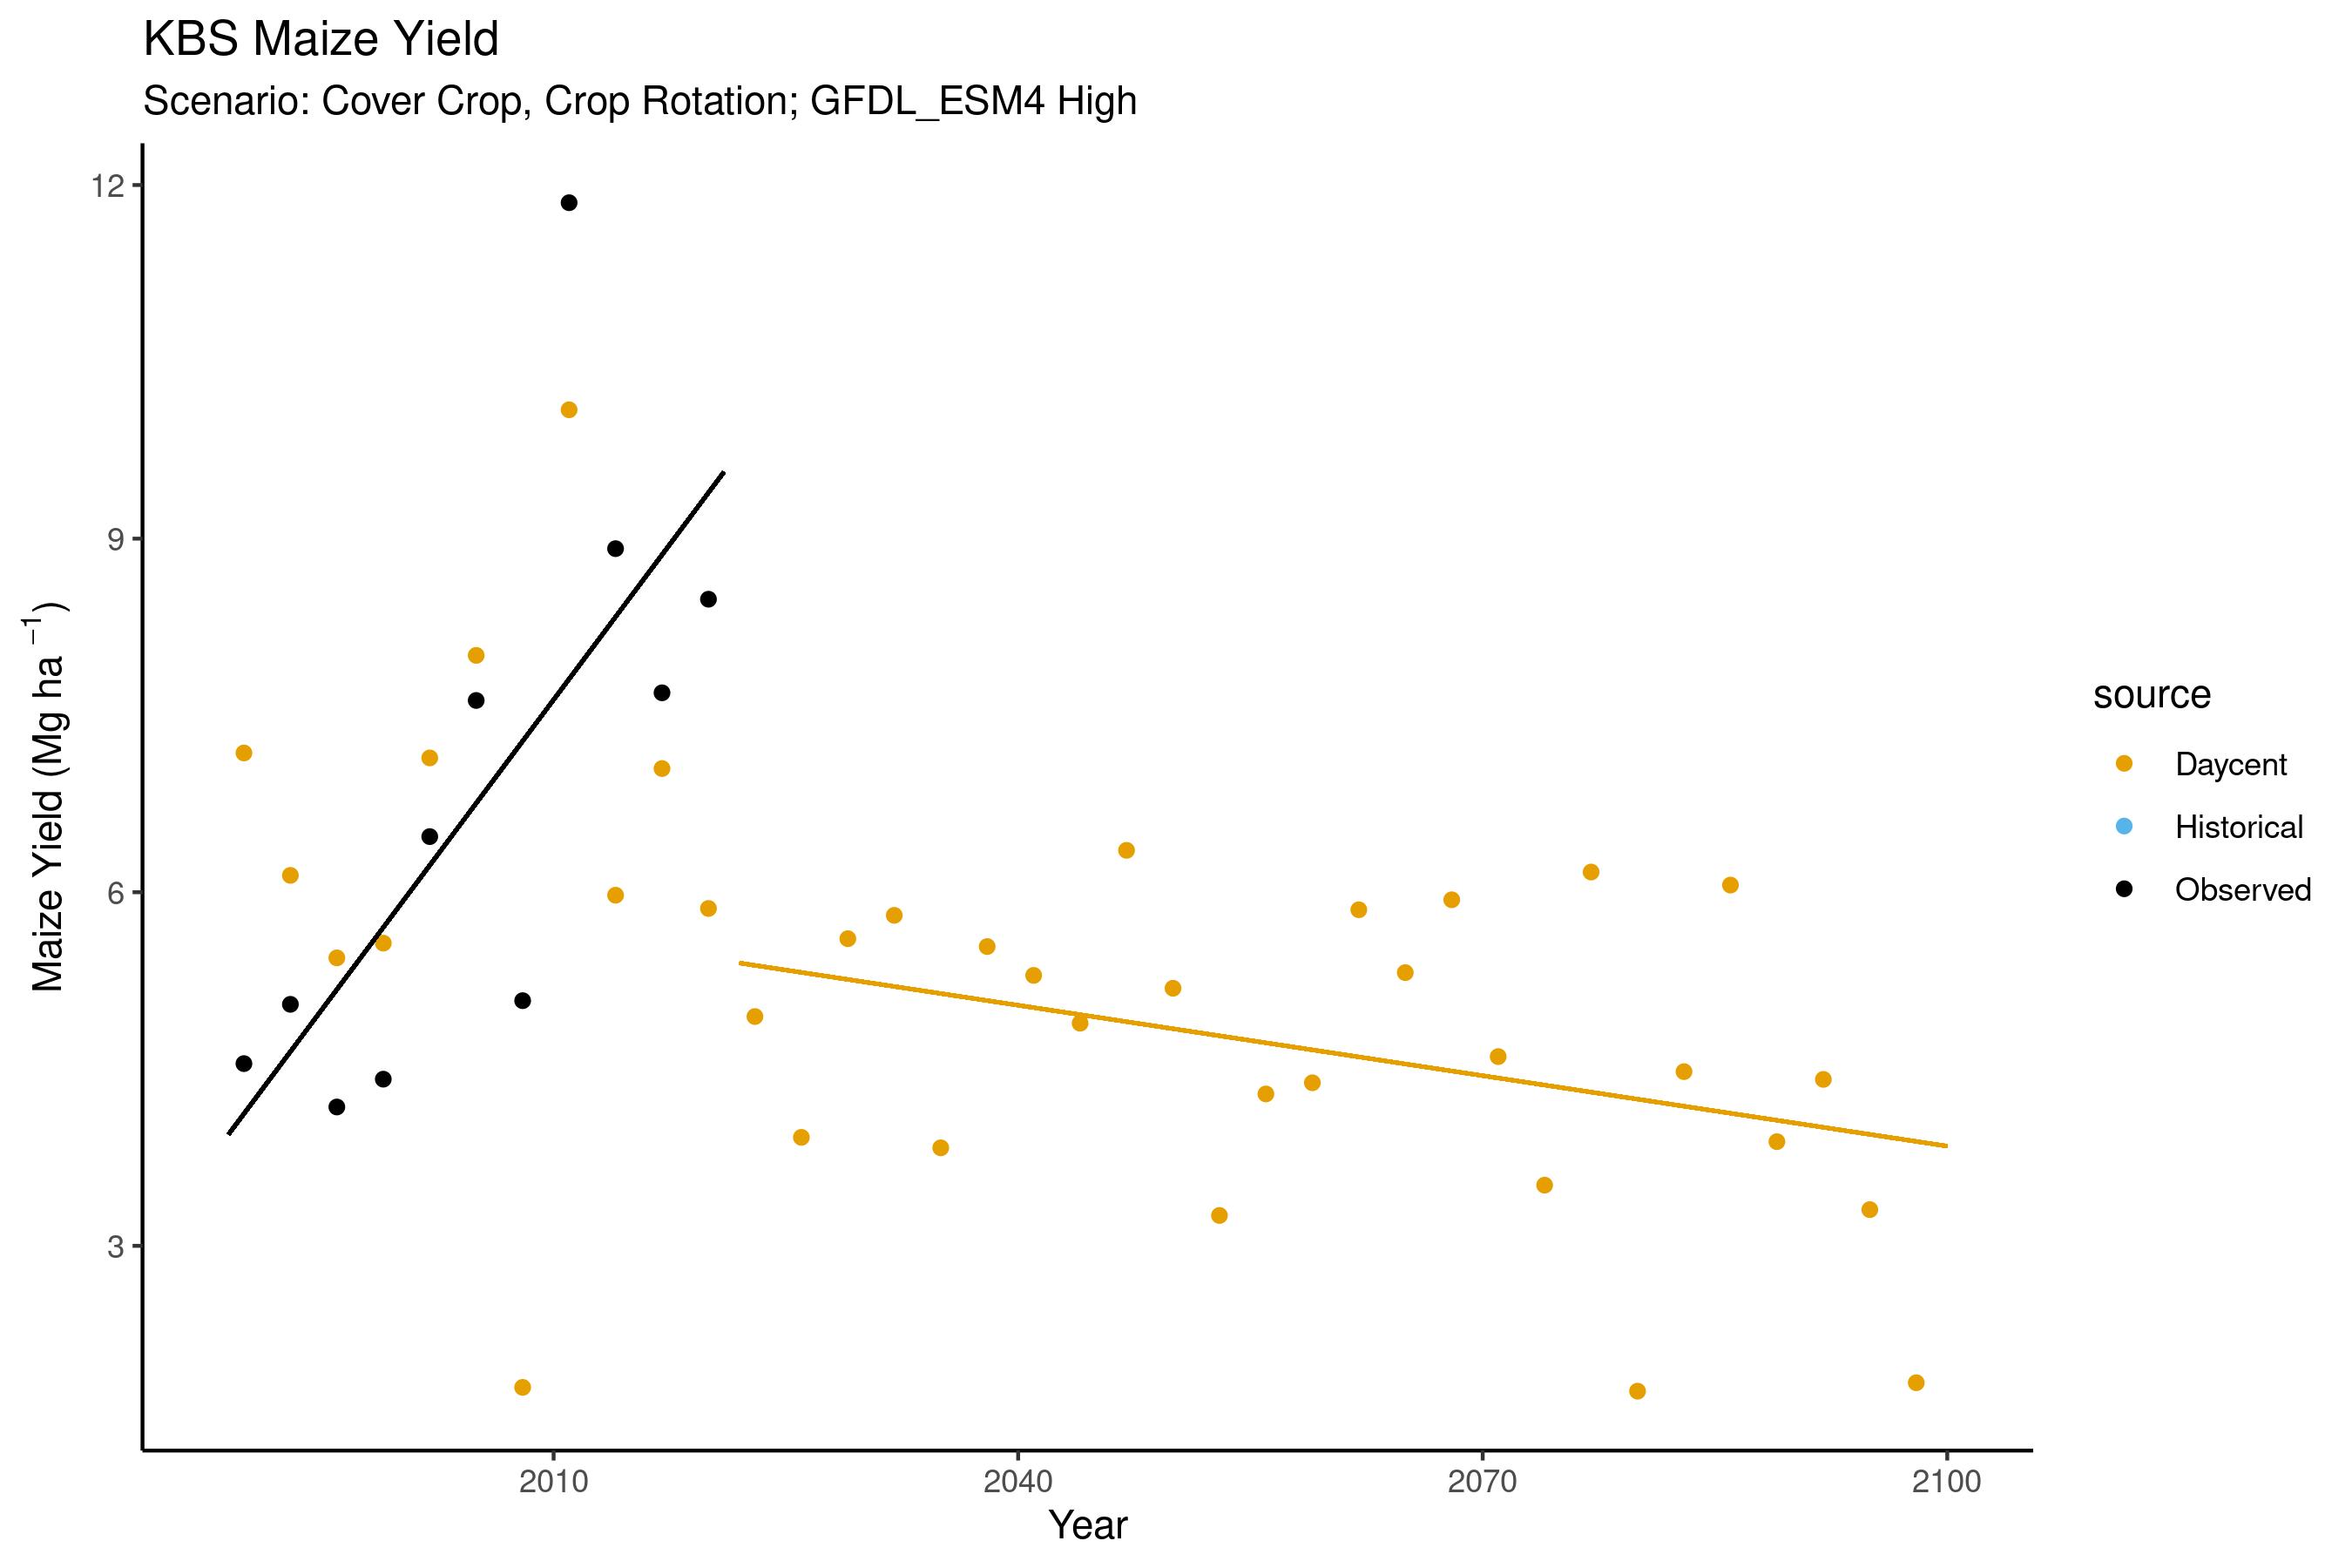 KBS Maize Yield
Scenario: Cover Crop, Crop Rotation; GFDL_ESM4 High
12
9
6
3
Maize Yield (Mg ha −1)
2010
2040
2070
2100
Year
source
Daycent
Historical
Observed